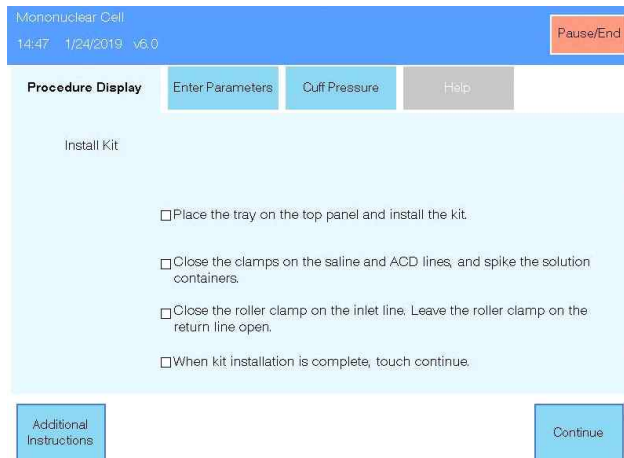 Mononuclear Cell
14:47 1/24/2019 v6.0
Pause/End
Procedure Display
Enter Parameters
Cuff Pressure
Help
Install Kit
Place the tray on the top panel and install the kit.
Close the clamps on the saline and ACD lines, and spike the solution
containers.
Close the roller clamp on the inlet line. Leave the roller clamp on the
return line open.
When kit installation is complete, touch continue.
Additional
Instructions
Continue